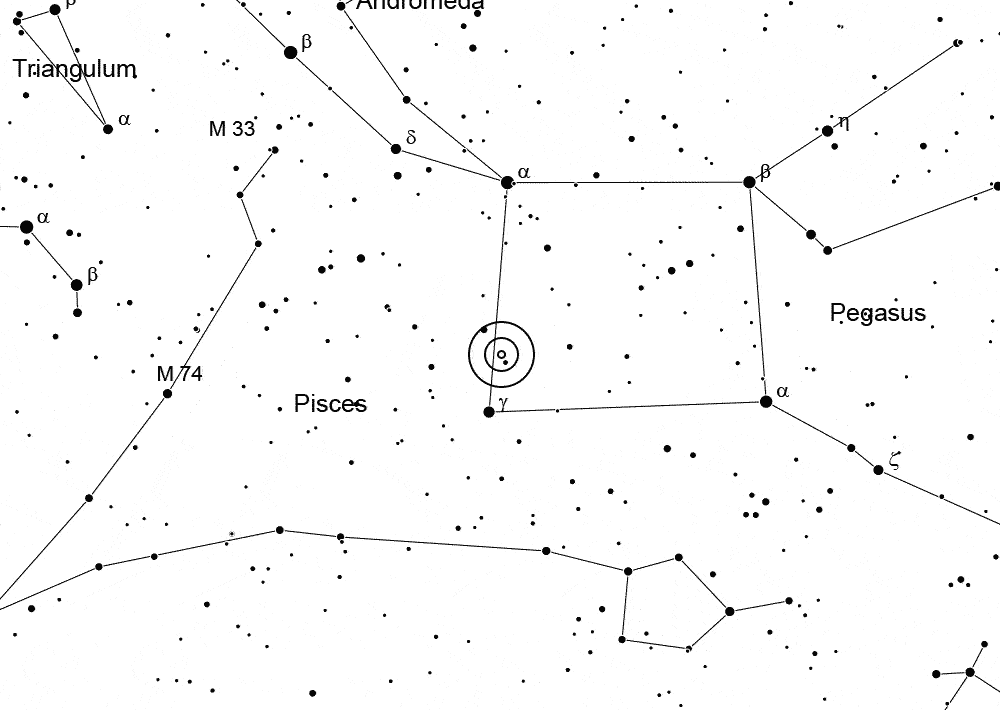 β
Andromeda
β
Triangulum
α
M 33
δ
η
α
β
α
β
Pegasus
M 74
Pisces
γ
α
ζ